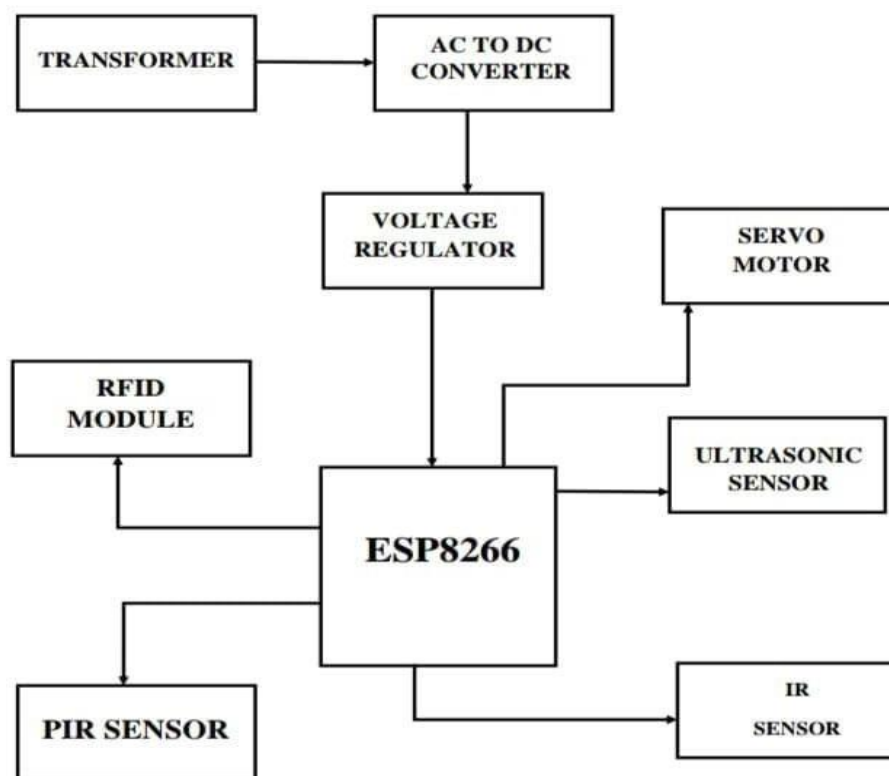 TRANSFORMER
AC TO DC
CONVERTER
VOLTAGE
REGULATOR
SERVO
MOTOR
RFID
MODULE
ULTRASONIC
SENSOR
ESP8266
PIR SENSOR
IR
SENSOR